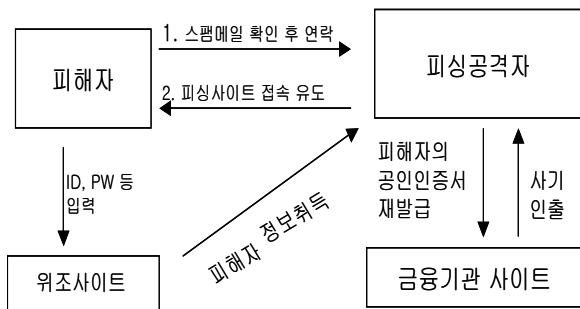 1. 스팸메일 확인 후 연락
피해자
피싱공격자
2. 피싱사이트 접속 유도
ID, PW 등
입력
피해자 정보취득
피해자의
공인인증서
재발급
사기
인출
위조사이트
금융기관 사이트